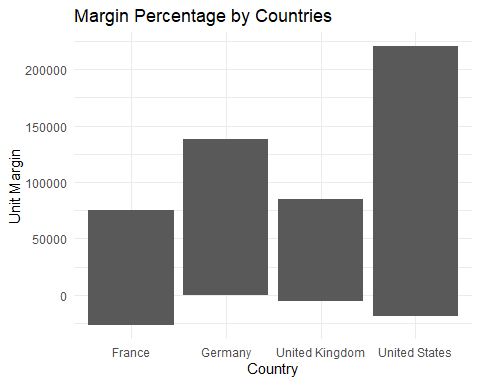 Margin Percentage by Countries
Unit Margin
200000
150000
100000
50000
0
France Germany United Kingdom United States
Country